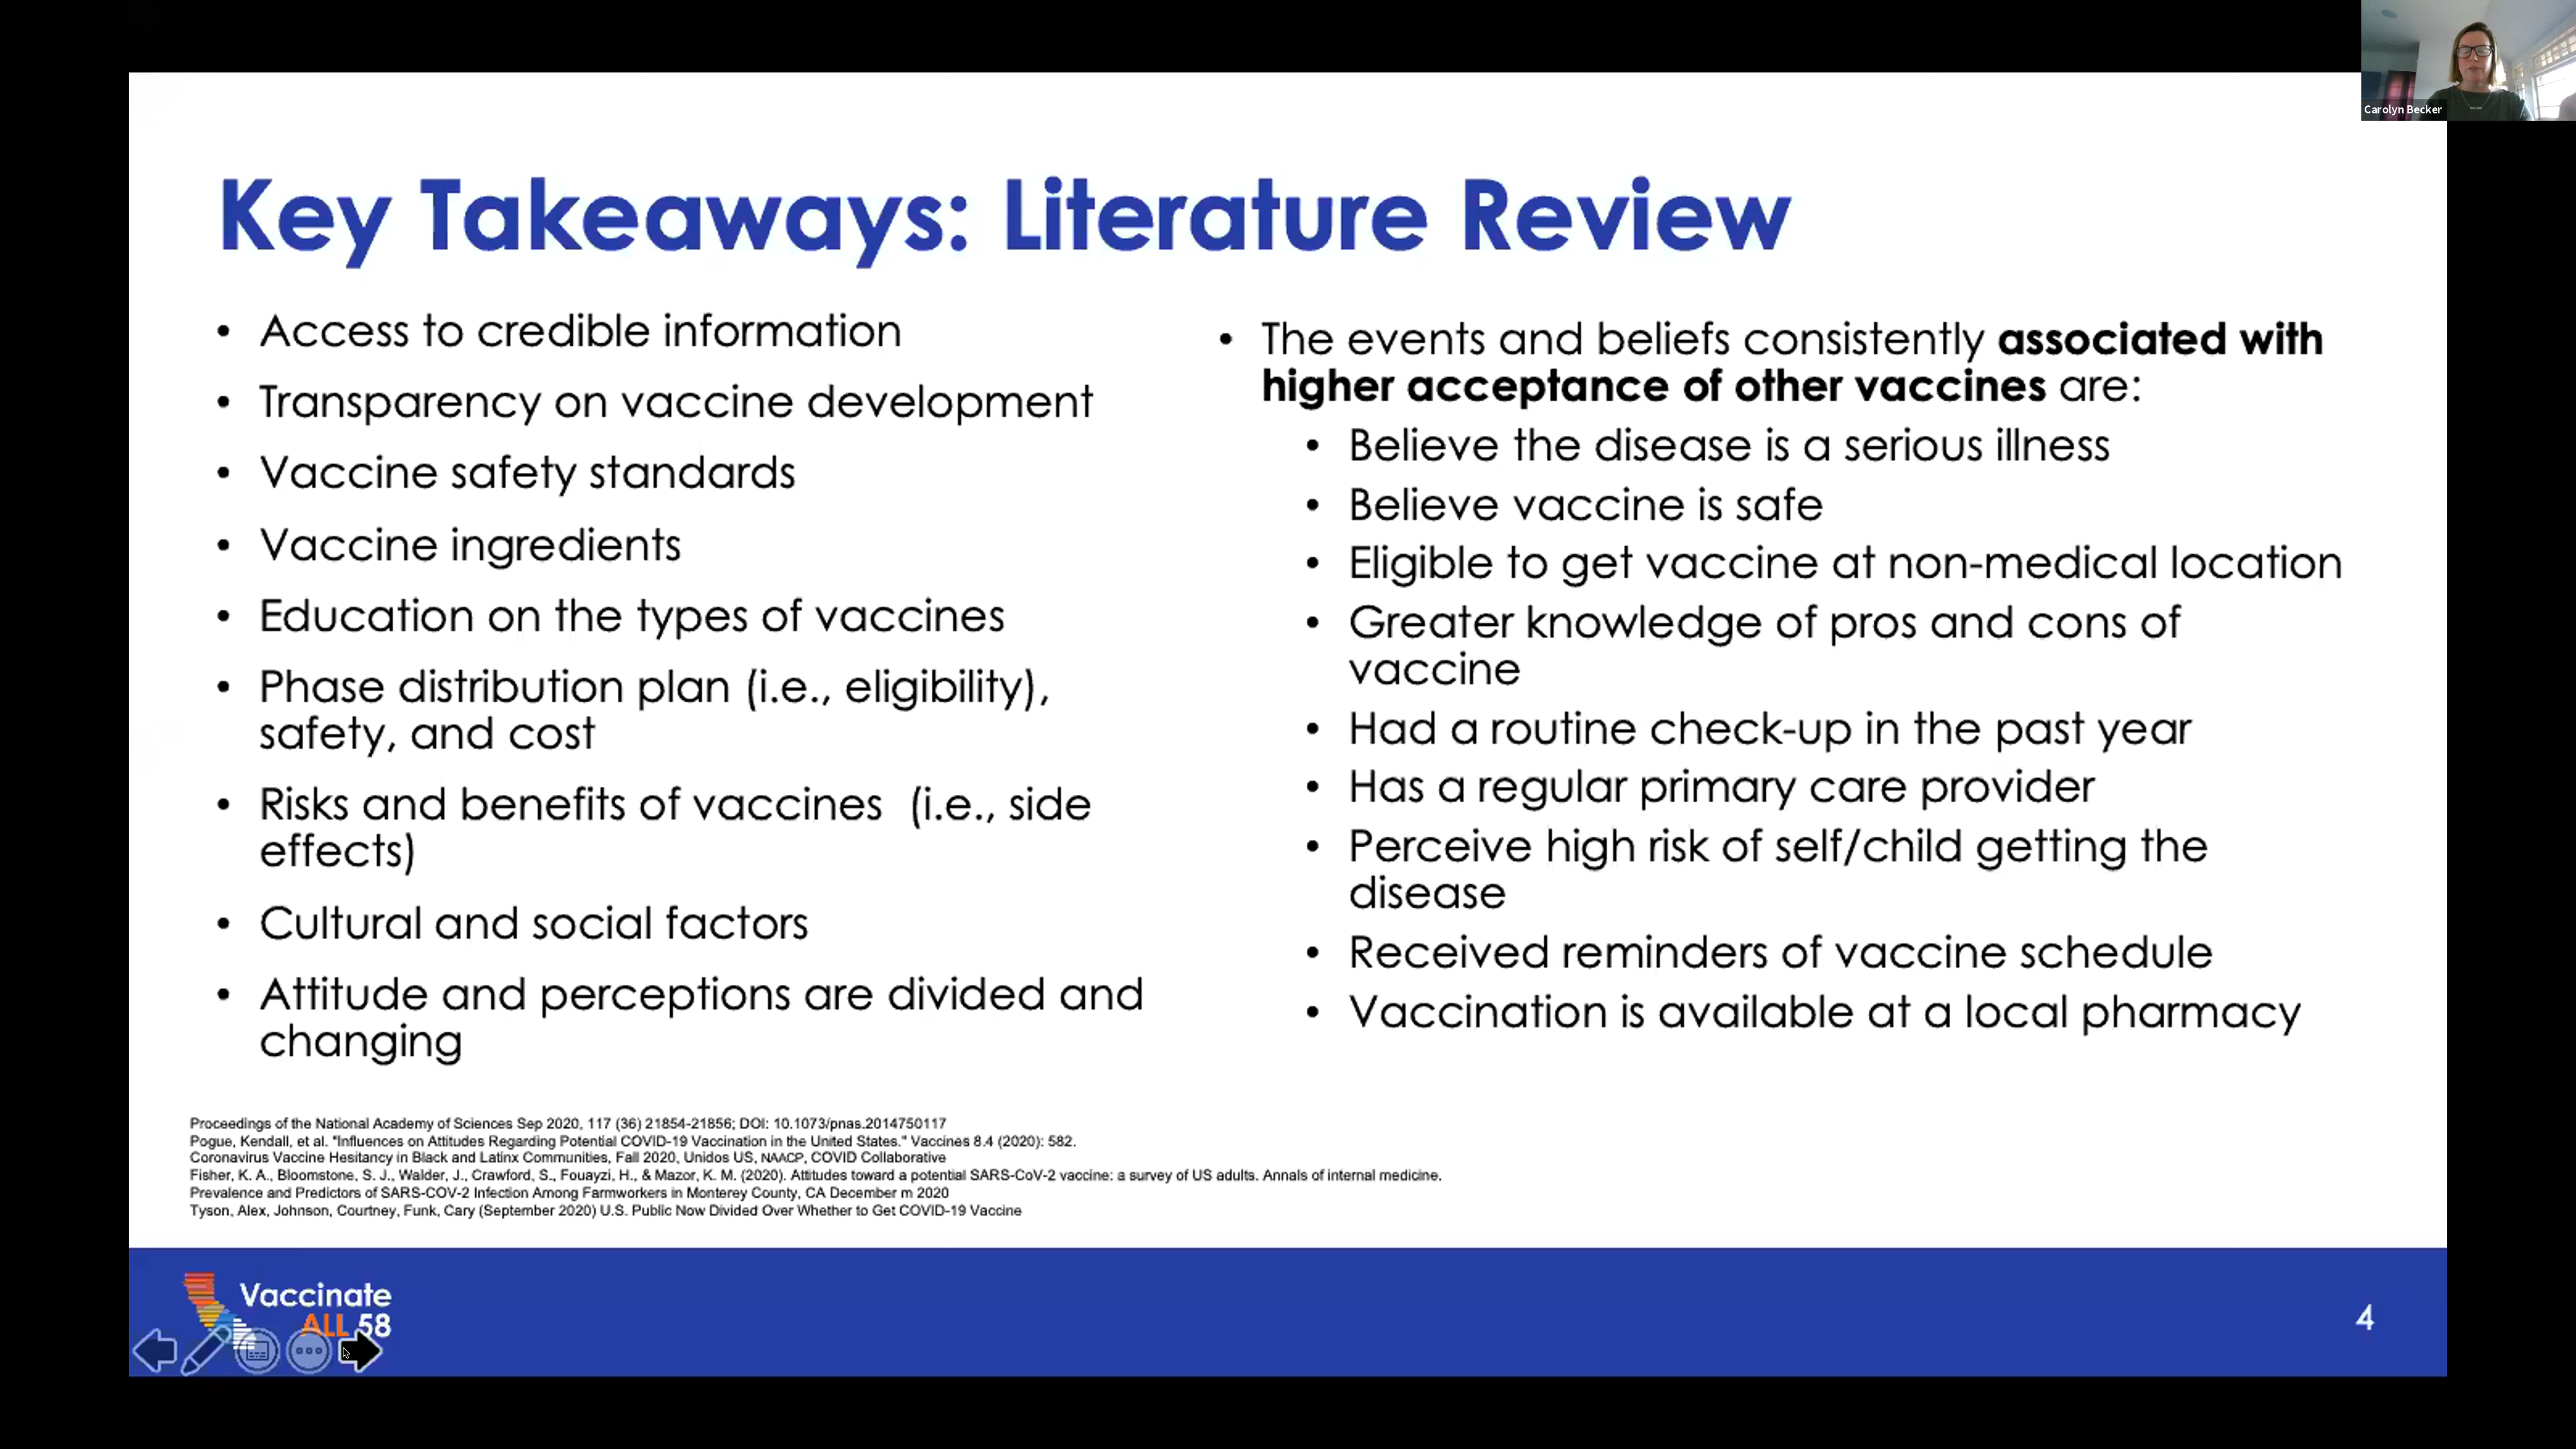 Carolyn Becker
Key Takeaways: Literature Review
• Access to credible information
• Transparency on vaccine development
• Vaccine safety standards
• Vaccine ingredients
• Education on the types of vaccines
• Phase distribution plan (i.e., eligibility),
safety, and cost
• Risks and benefits of vaccines (i.e., side
effects)
• Cultural and social factors
• Attitude and perceptions are divided and
changing
• The events and beliefs consistently associated with
higher acceptance of other vaccines are:
• Believe the disease is a serious illness
• Believe vaccine is safe
• Eligible to get vaccine at non-medical location
• Greater knowledge of pros and cons of
vaccine
• Had a routine check-up in the past year
• Has a regular primary care provider
• Perceive high risk of self/child getting the
disease
• Received reminders of vaccine schedule
• Vaccination is available at a local pharmacy
Proceedings of the National Academy of Sciences Sep 2020, 117 (36) 21854-21856; DOI: 10.1073/pnas.2014750117
Pogue, Kendall, et al. "Influences on Attitudes Regarding Potential COVID-19 Vaccination in the United States." Vaccines 8.4 (2020): 582.
Coronavirus Vaccine Hesitancy in Black and Latinx Communities, Fall 2020, Unidos US, NAACP, COVID Collaborative
Fisher, K. A., Bloomstone, S. J., Walder, J., Crawford, S., Fouayzi, H., & Mazor, K. M. (2020). Attitudes toward a potential SARS-CoV-2 vaccine: a survey of US adults. Annals of internal medicine.
Prevalence and Predictors of SARS-COV-2 Infection Among Farmworkers in Monterey County, CA December m 2020
Tyson, Alex, Johnson, Courtney, Funk, Cary (September 2020) U.S. Public Now Divided Over Whether to Get COVID-19 Vaccine
Vaccinate
ALL 58
4